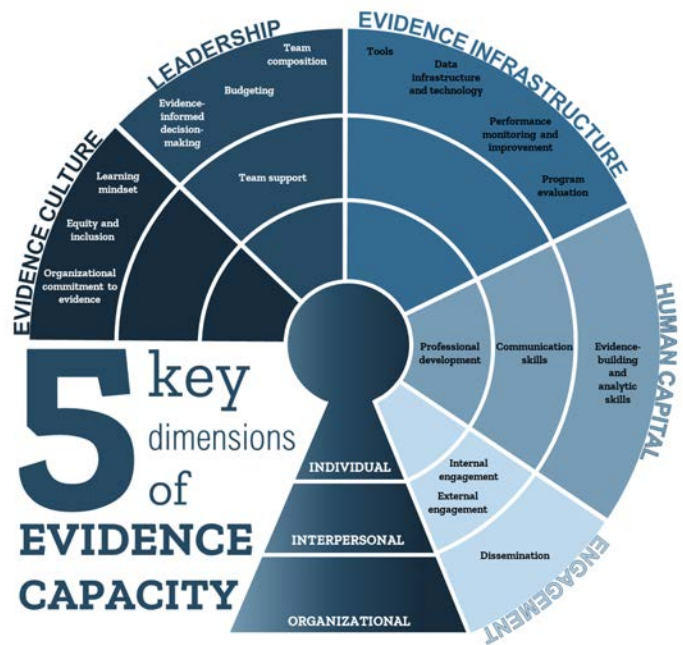 EVIDENCE CULTURE
Learning
mindset
Equity and
inclusion
Organizational
commitment to
evidence
LEADERSHIP
Team
composition
Budgeting
Evidence-
informed
decision-
making
Team support
EVIDENCE INFRASTRUCTURE
Tools
Data
infrastructure
and technology
Performance
monitoring and
improvement
Program
evaluation
HUMAN CAPITAL
Professional
development
Communication
skills
Evidence-
building
and
analytic
skills
ENGAGEMENT
Internal
engagement
External
engagement
Dissemination
INDIVIDUAL
INTERPERSONAL
ORGANIZATIONAL
5 key
dimensions
of
EVIDENCE
CAPACITY